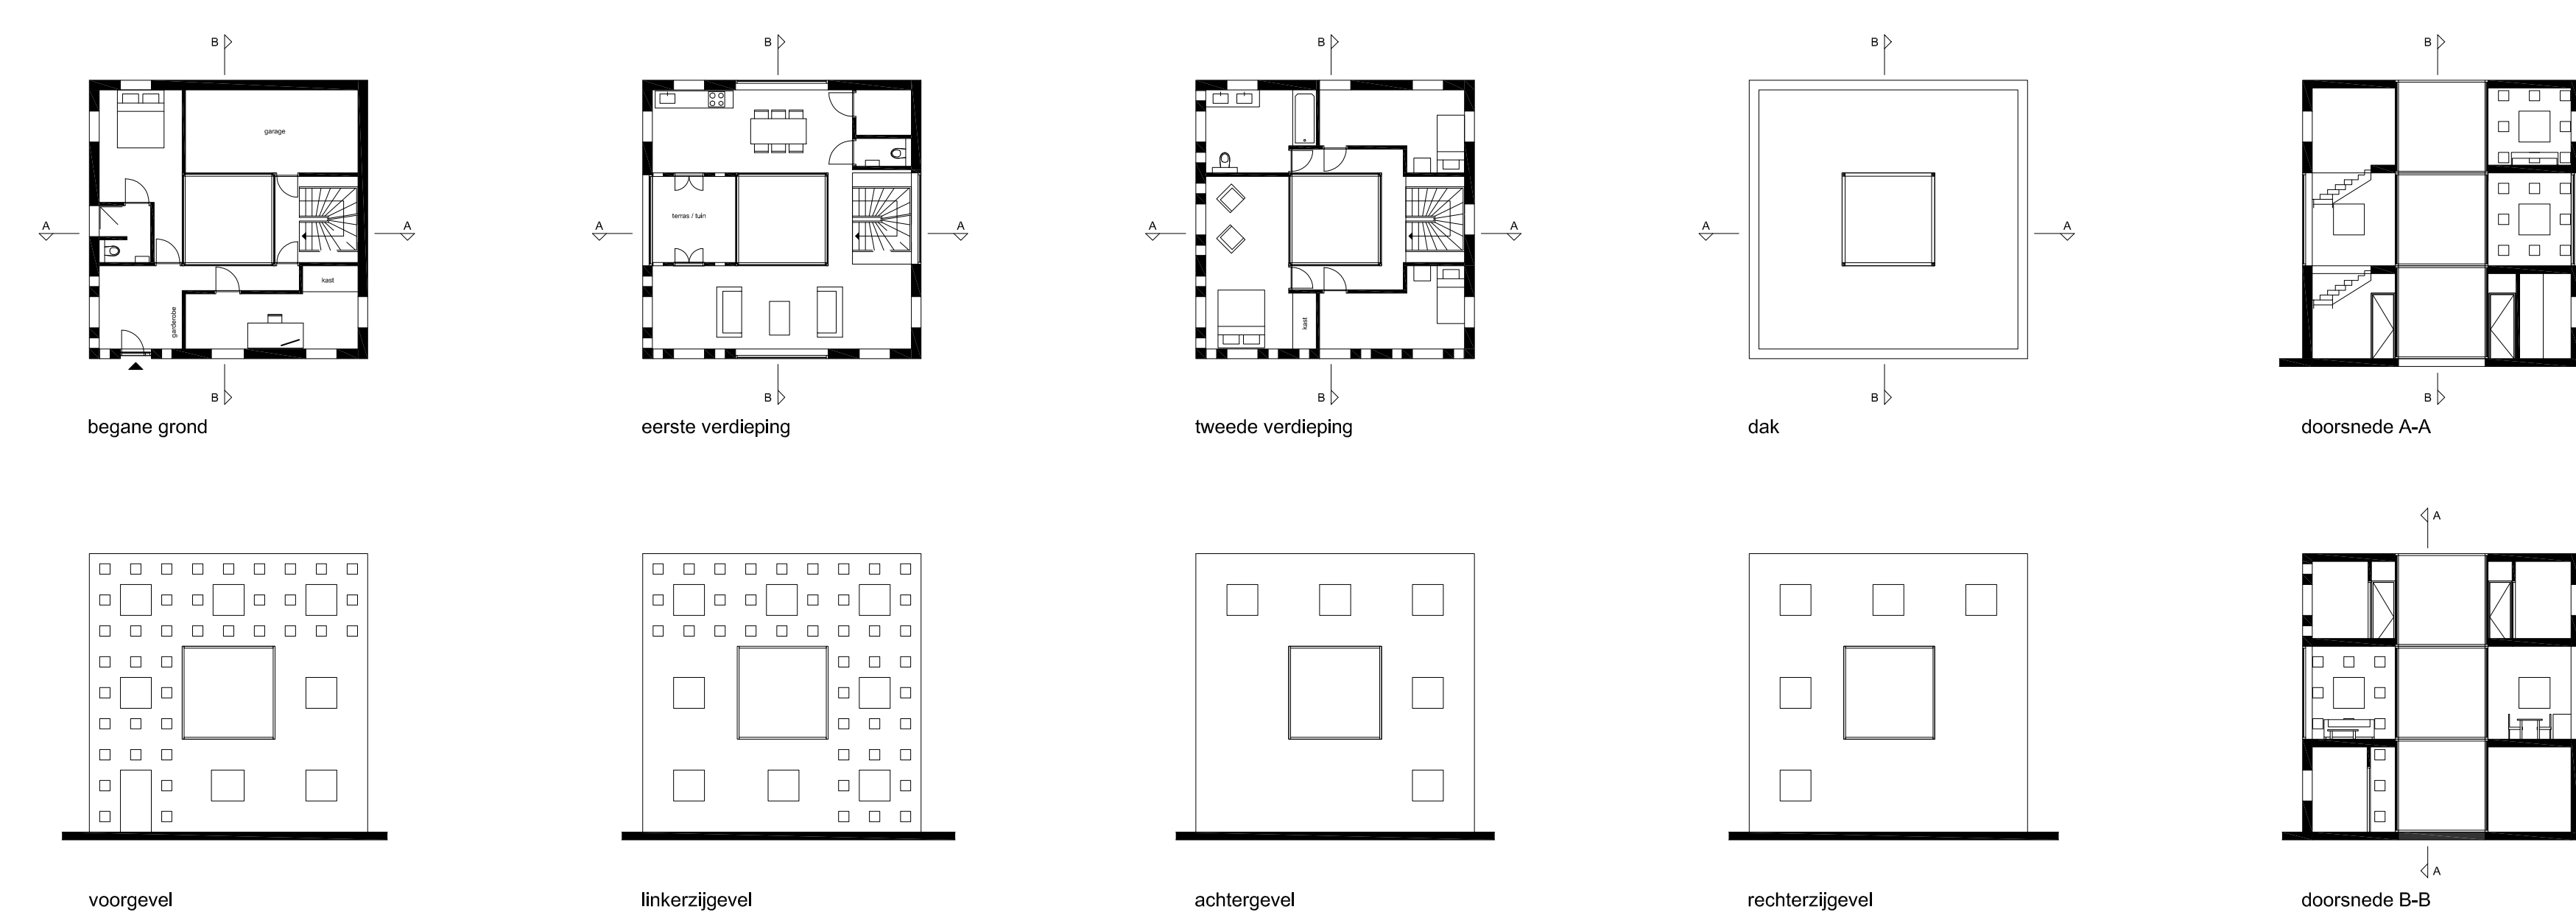 B
B
B
B
B
garage
terras / tuin
A
A
A
A
A
A
A
A
kast
garderobe
kast
B
B
B
B
B
begane grond
eerste verdieping
tweede verdieping
dak
doorsnede A-A
A
A
voorgevel
linkerzijgevel
achtergevel
rechterzijgevel
doorsnede B-B